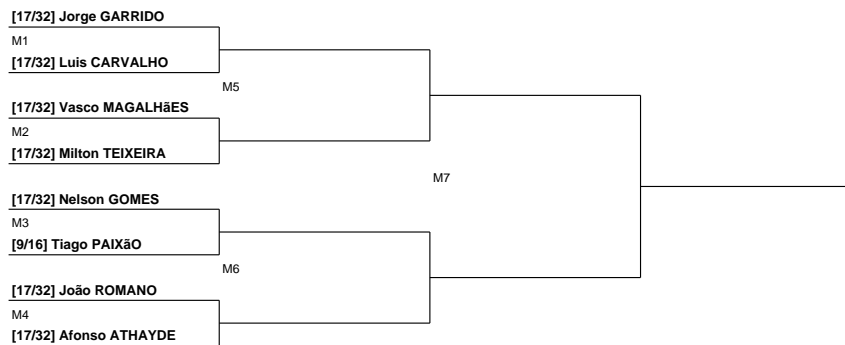 [17/32] Jorge GARRIDO
M1
[17/32] Luis CARVALHO
M5
[17/32] Vasco MAGALHãES
M2
[17/32] Milton TEIXEIRA
M7
[17/32] Nelson GOMES
M3
[9/16] Tiago PAIXãO
M6
[17/32] João ROMANO
M4
[17/32] Afonso ATHAYDE